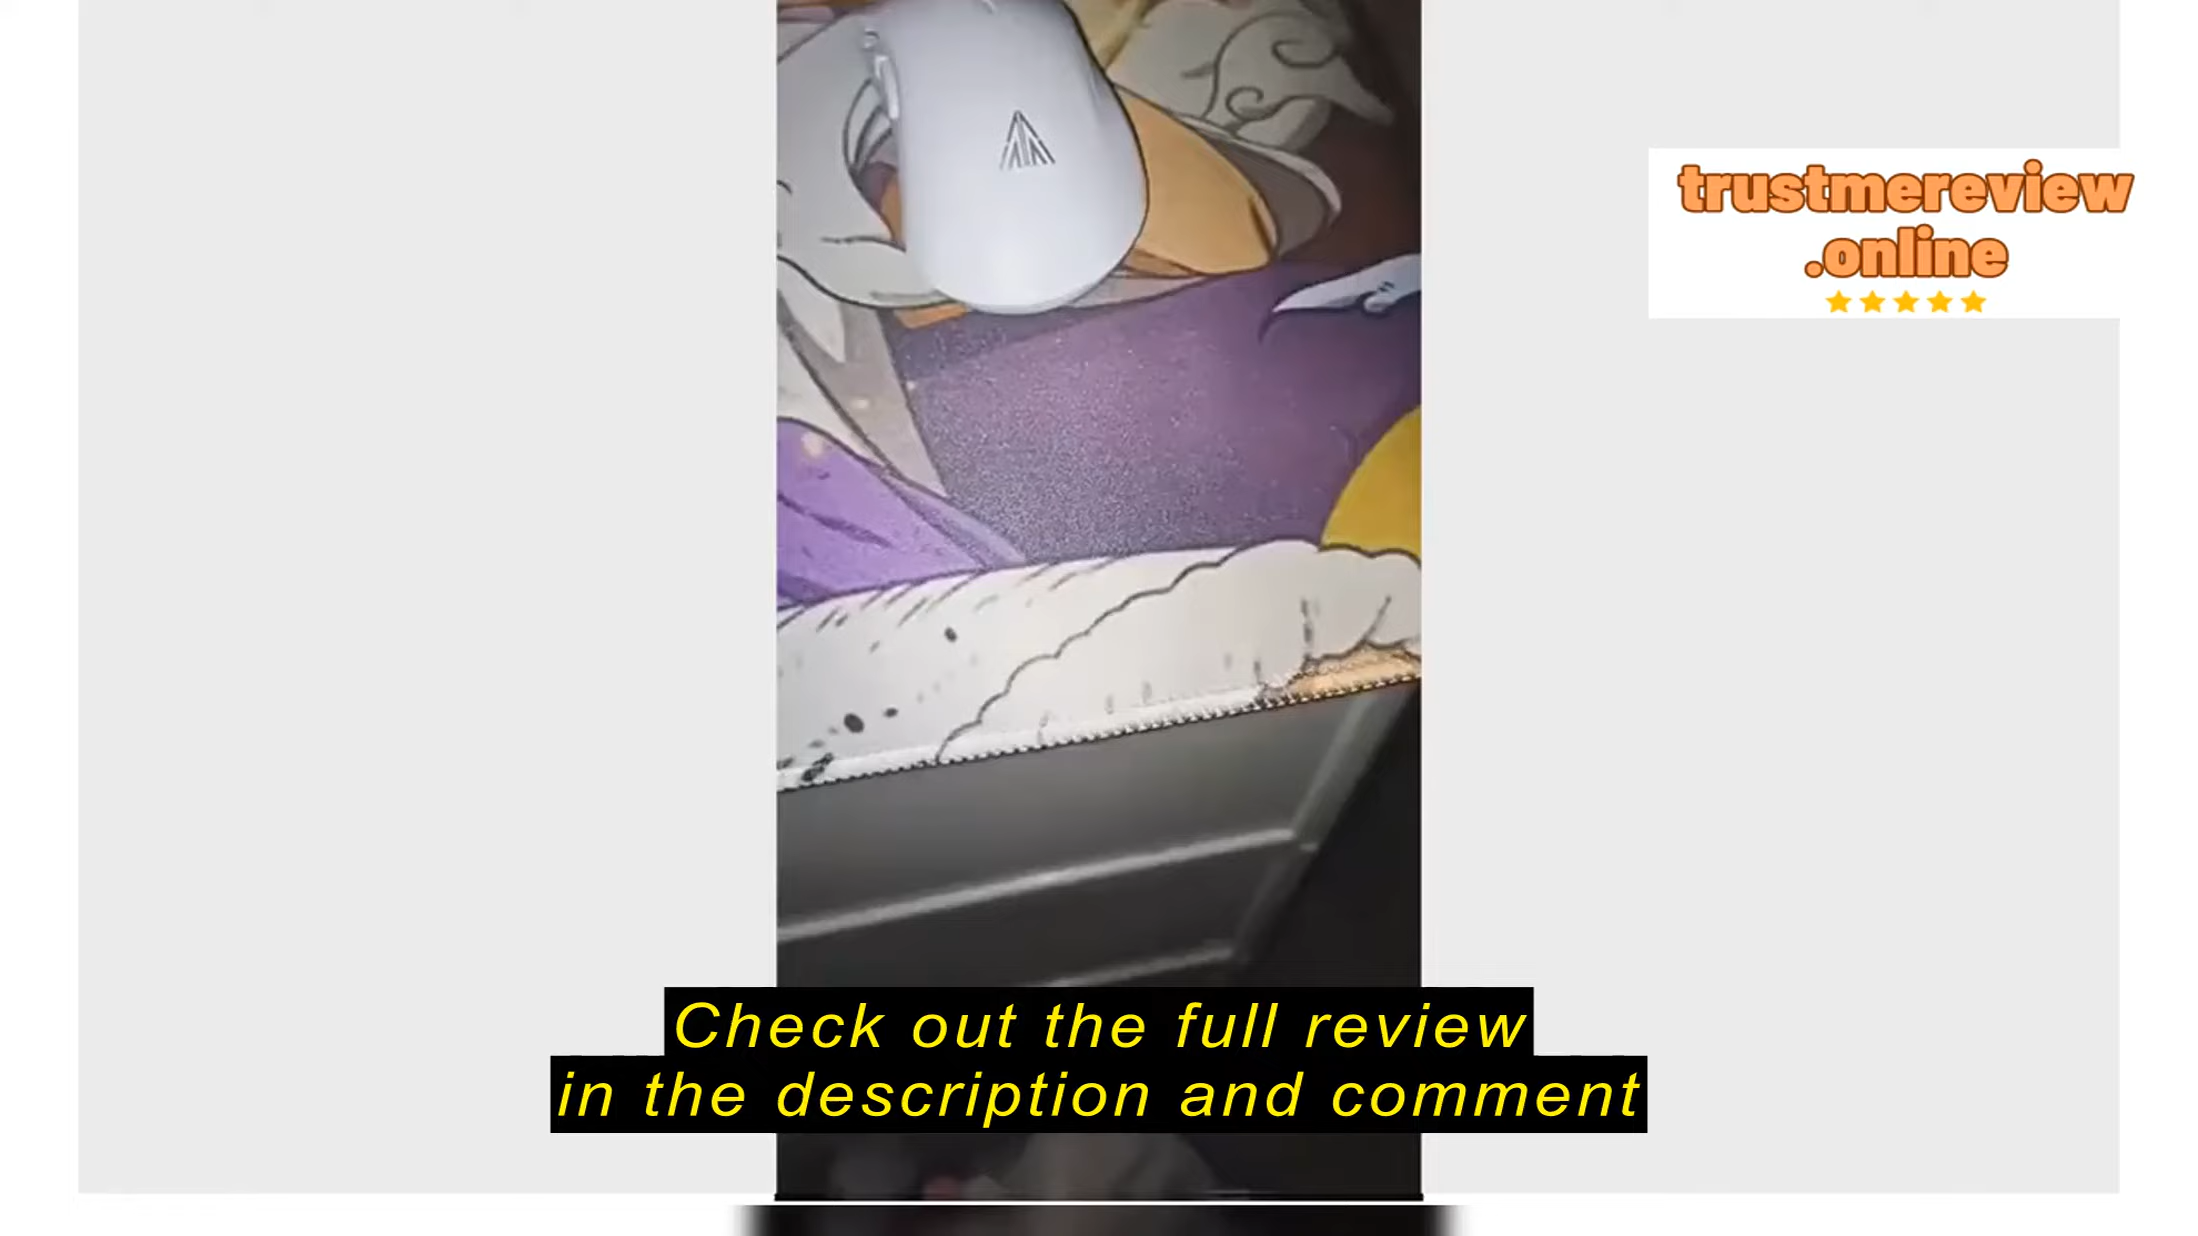 trustmereview
.online
Check out the full review
in the description and comment